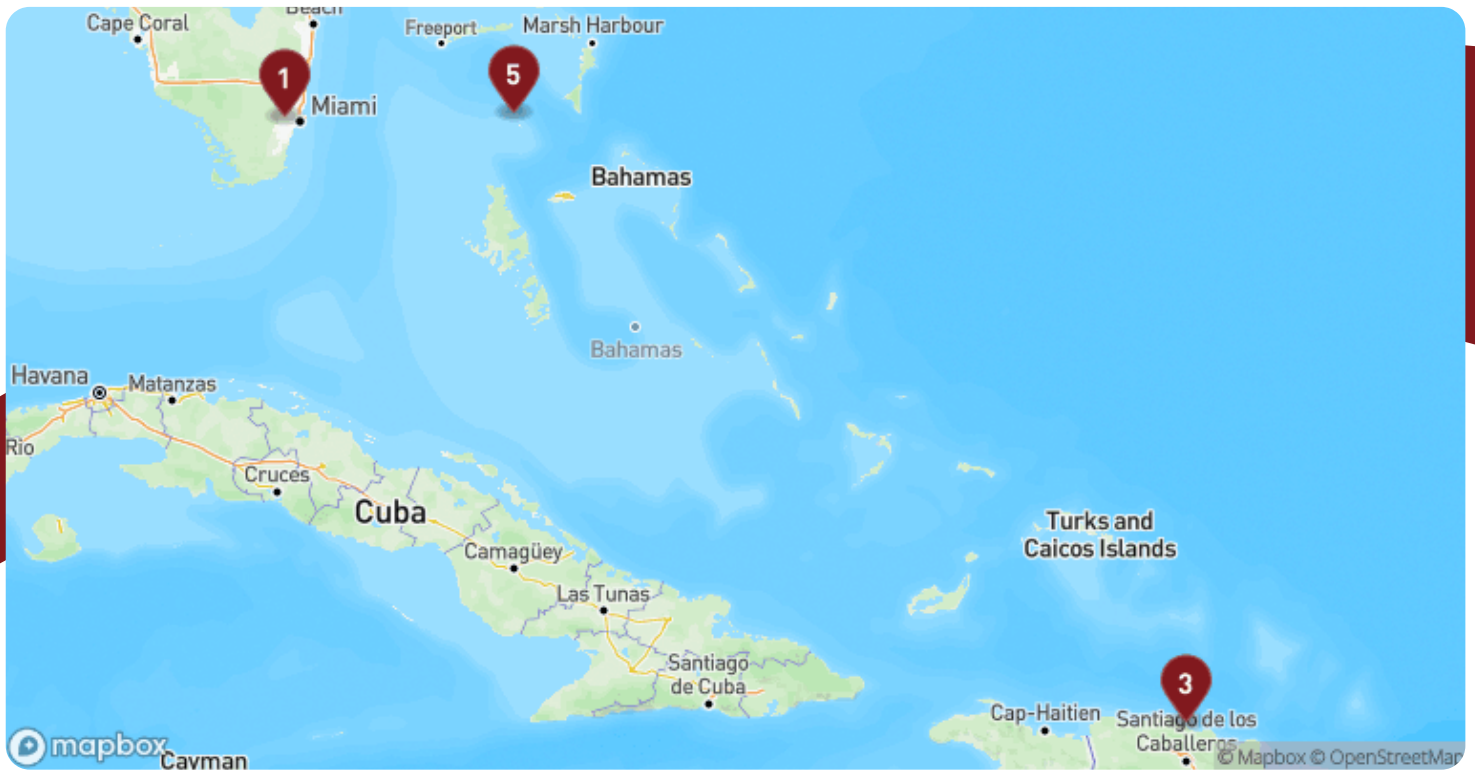 Beach
Cape Coral
Freeport
Marsh Harbour
1
5
Miami
Bahamas
Bahamas
Havana
Matanzas
Rio
Cruces
Cuba
Camagüey
Turks and
Caicos Islands
Las Tunas
Santiago
de Cuba
3
Cap-Haitien
Santiago de los
Caballeros
mapbox
Cayman
© Mapbox © OpenStreetMap